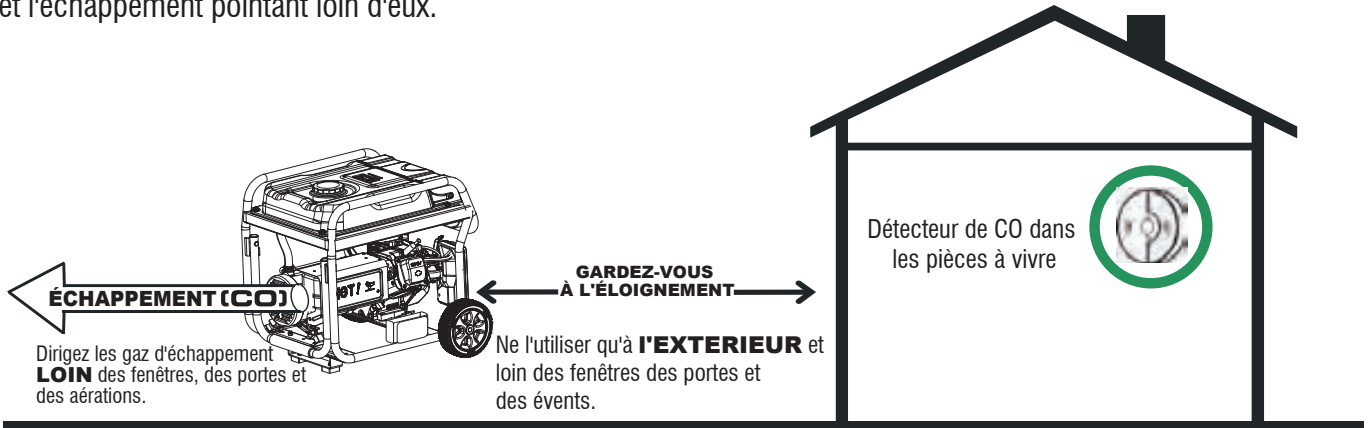 et l'échappement pointant loin d'eux.
Détecteur de CO dans
les pièces à vivre
GARDEZ-VOUS
À L'ÉLOIGNEMENT
ÉCHAPPEMENT (CO)
HOT!
Dirigez les gaz d'échappement
LOIN des fenêtres, des portes et
des aérations.
Ne l'utiliser qu'à l'EXTERIEUR et
loin des fenêtres des portes et
des évents.